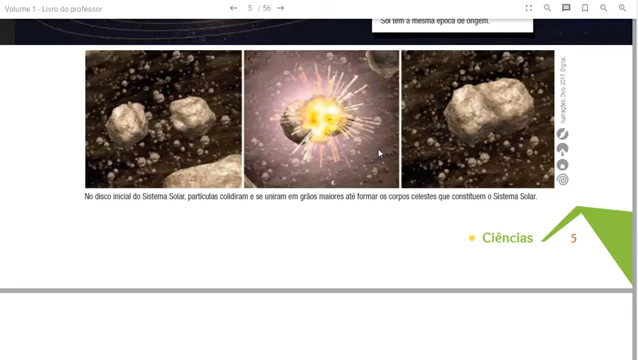 Volume 1 - Livro do professor
5 / 56
Sol tem a mesma época de origem.
Ilustrações: Divo. 2017. Digital.
No disco inicial do Sistema Solar, partículas colidiram e se uniram em grãos maiores até formar os corpos celestes que constituem o Sistema Solar.
Ciências 5